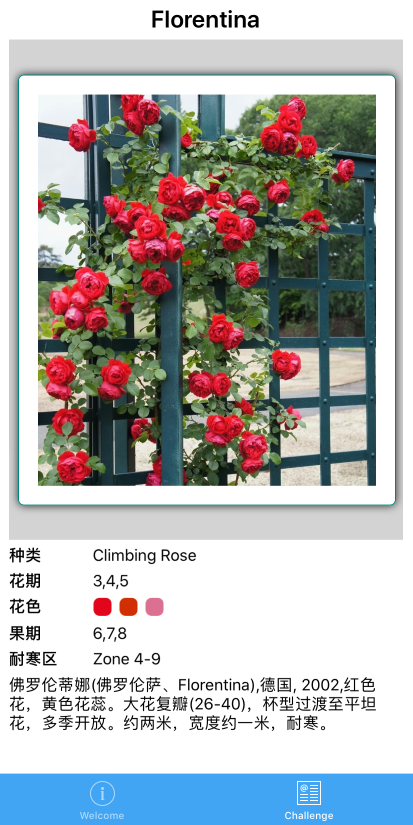 Florentina
种类 Climbing Rose
花期 3,4,5
花色
果期 6,7,8
耐寒区 Zone 4-9
佛罗伦蒂娜(佛罗伦萨、Florentina),德国, 2002,红色
花，黄色花蕊。大花复瓣(26-40)，杯型过渡至平坦
花，多季开放。约两米，宽度约一米，耐寒。
Welcome Challenge